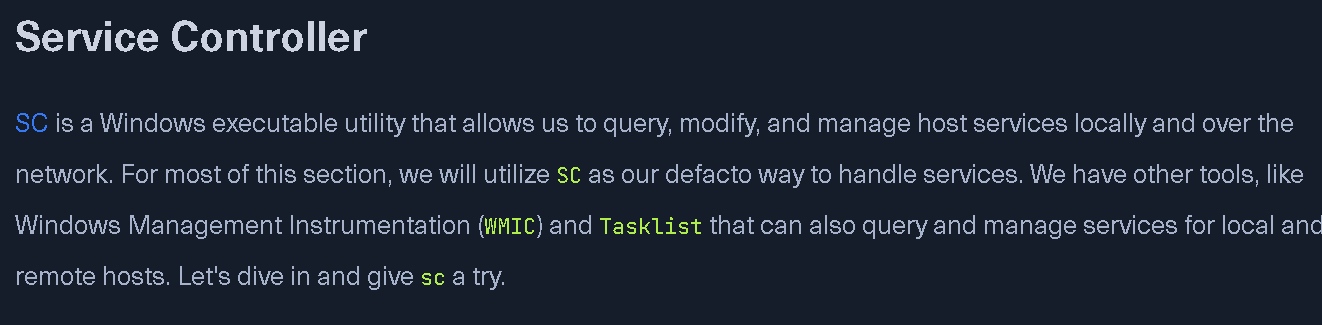 Service Controller
SC is a Windows executable utility that allows us to query, modify, and manage host services locally and over the
network. For most of this section, we will utilize SC as our defacto way to handle services. We have other tools, like
Windows Management Instrumentation (WMIC) and Tasklist that can also query and manage services for local and
remote hosts. Let's dive in and give sc a try.